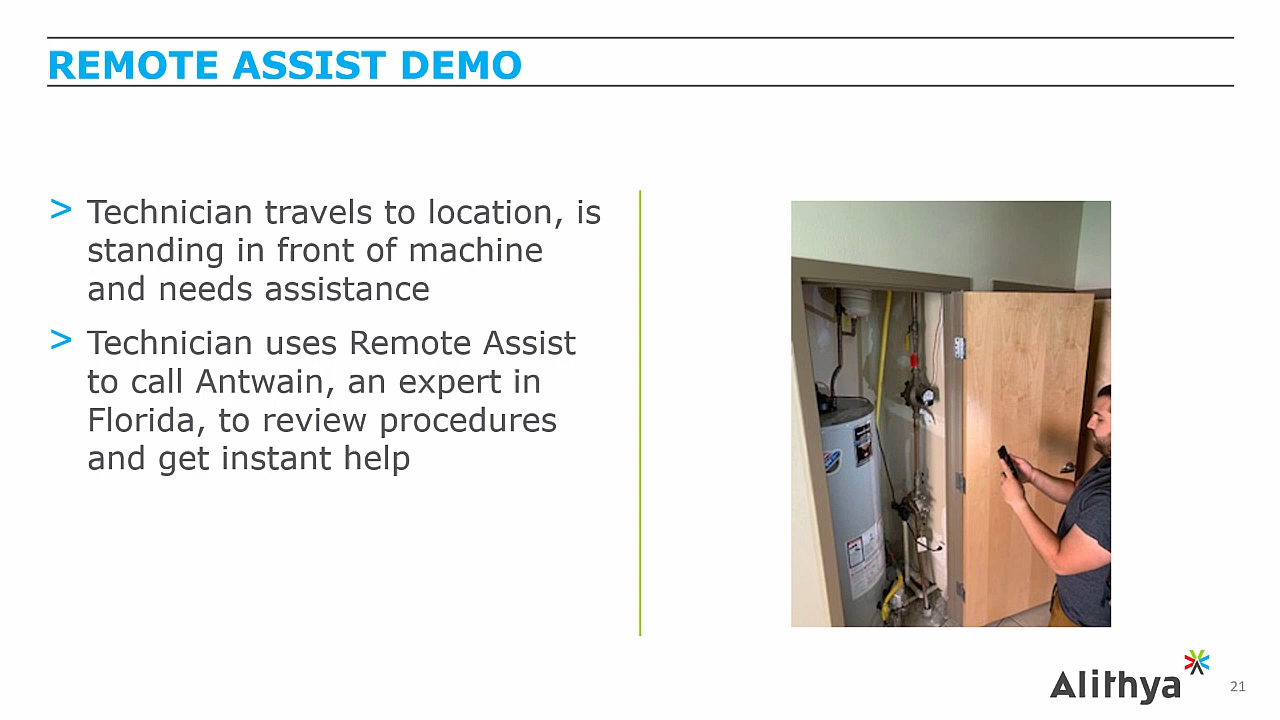 REMOTE ASSIST DEMO
> Technician travels to location, is
standing in front of machine
and needs assistance
> Technician uses Remote Assist
to call Antwain, an expert in
Florida, to review procedures
and get instant help
Alithya
21